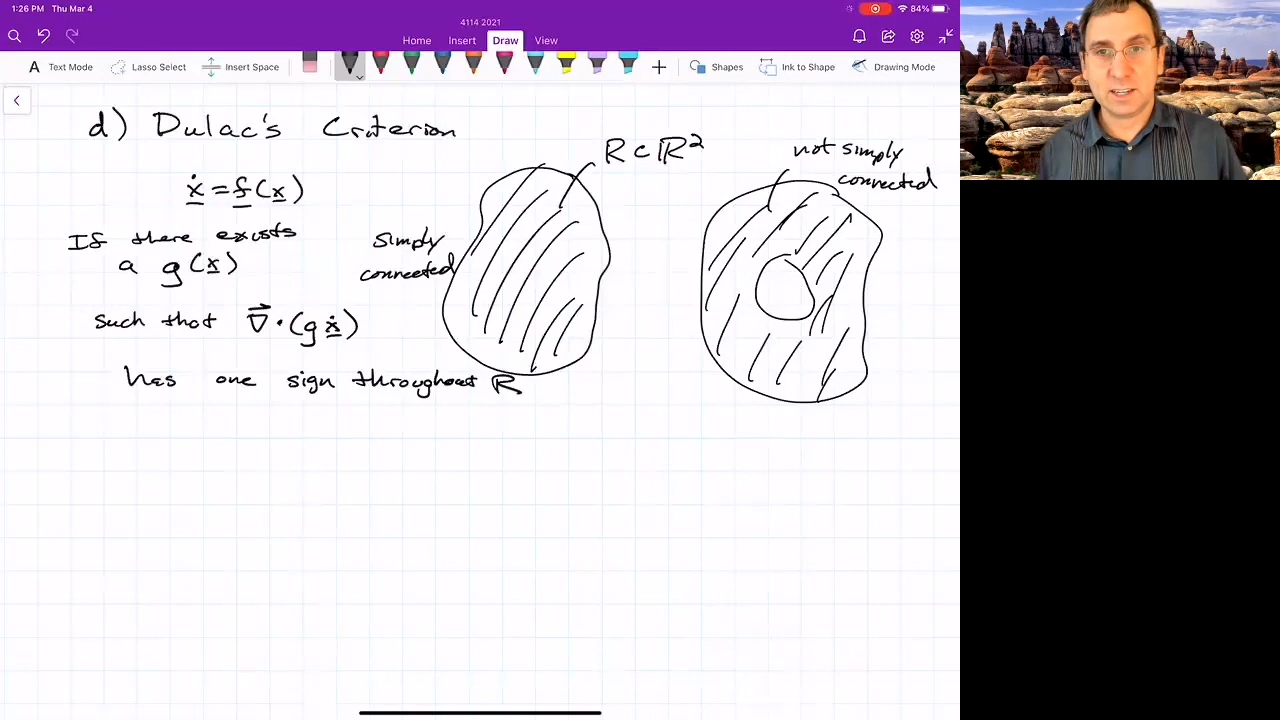 1:26 PM Thu Mar 4
84%
4114 2021
Home Insert Draw View
A Text Mode Lasso Select Insert Space Shapes Ink to Shape Drawing Mode
d) Dulac's Criterion
R ⊂ ℝ²
not simply
connected
ẋ = f(x)
If there exists
a g(x)
simply
connected
such that ∇⃗·(gẋ)
has one sign throughout R